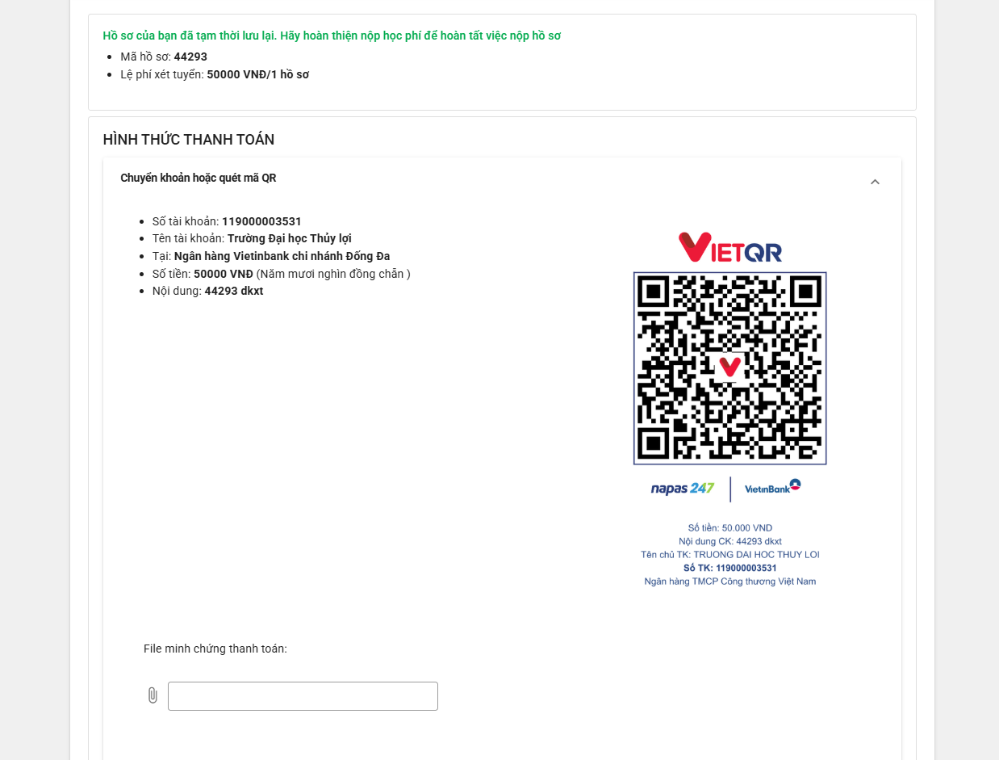 Hồ sơ của bạn đã tạm thời lưu lại. Hãy hoàn thiện nộp học phí để hoàn tất việc nộp hồ sơ
Mã hồ sơ: 44293
Lệ phí xét tuyển: 50000 VNĐ/1 hồ sơ
HÌNH THỨC THANH TOÁN
Chuyển khoản hoặc quét mã QR
Số tài khoản: 119000003531
Tên tài khoản: Trường Đại học Thủy lợi
Tại: Ngân hàng Vietinbank chi nhánh Đống Đa
Số tiền: 50000 VNĐ (Năm mươi nghìn đồng chẵn )
Nội dung: 44293 dkxt
VIETQR
napas 247
VietinBank
Số tiền: 50.000 VND
Nội dung CK: 44293 dkxt
Tên chủ TK: TRUONG DAI HOC THUY LOI
Số TK: 119000003531
Ngân hàng TMCP Công thương Việt Nam
File minh chứng thanh toán: